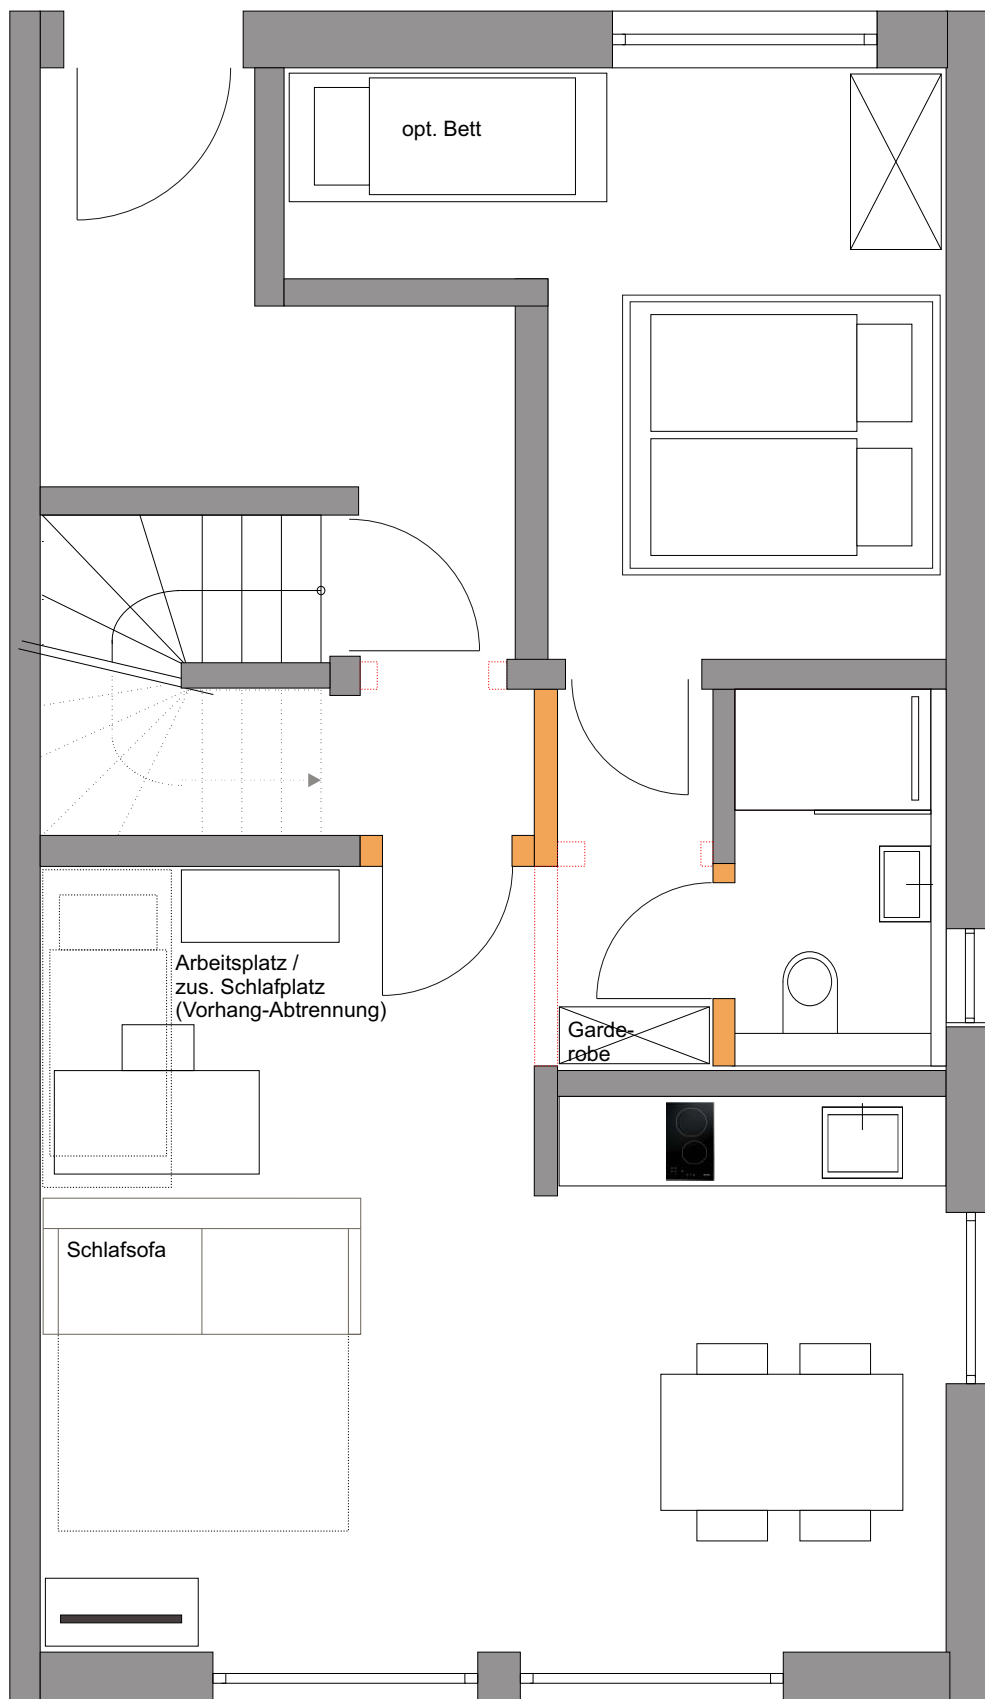 opt. Bett
Arbeitsplatz /
zus. Schlafplatz
(Vorhang-Abtrennung)
Garde-
robe
Schlafsofa